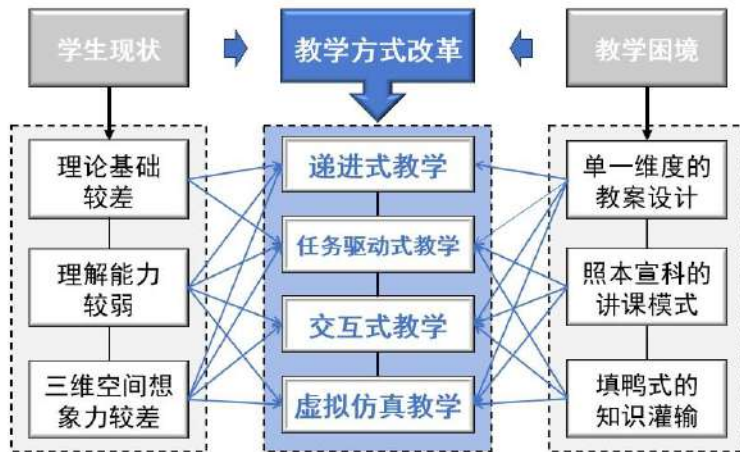 学生现状
教学方式改革
教学困境
理论基础
较差
理解能力
较弱
三维空间想
象力较差
递进式教学
任务驱动式教学
交互式教学
虚拟仿真教学
单一维度的
教案设计
照本宣科的
讲课模式
填鸭式的
知识灌输